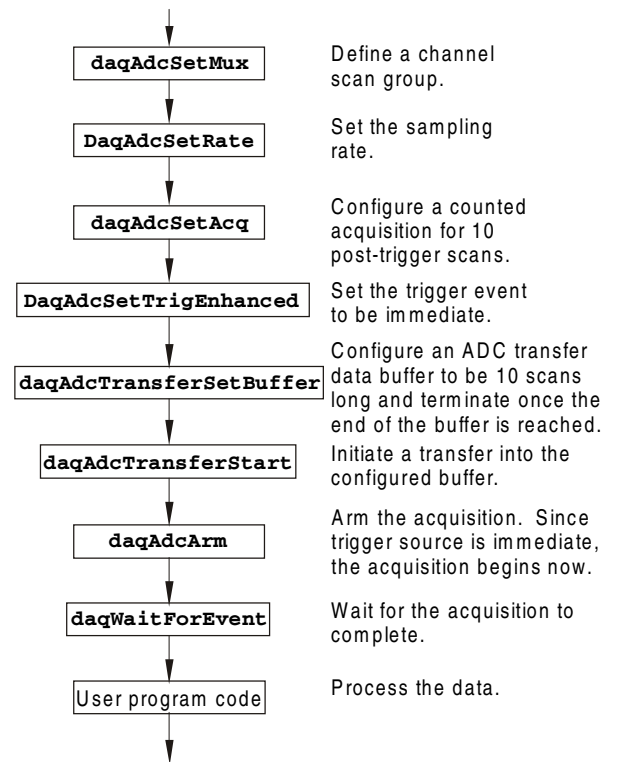 daqAdcSetMux
Define a channel
scan group.
DaqAdcSetRate
Set the sampling
rate.
daqAdcSetAcq
Configure a counted
acquisition for 10
post-trigger scans.
DaqAdcSetTrigEnhanced
Set the trigger event
to be immediate.
daqAdcTransferSetBuffer
Configure an ADC transfer
data buffer to be 10 scans
long and terminate once the
end of the buffer is reached.
daqAdcTransferStart
Initiate a transfer into the
configured buffer.
daqAdcArm
Arm the acquisition. Since
trigger source is immediate,
the acquisition begins now.
daqWaitForEvent
Wait for the acquisition to
complete.
User program code
Process the data.